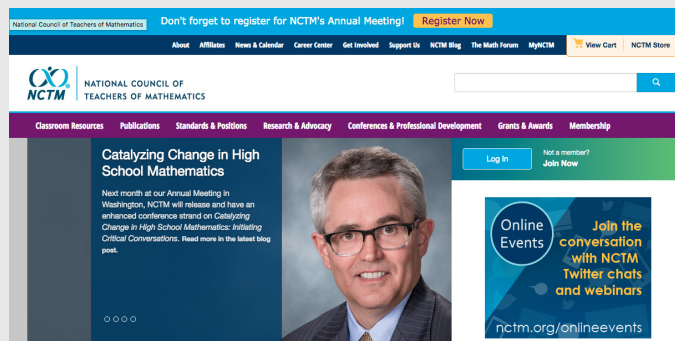 National Council of Teachers of Mathematics
Don't forget to register for NCTM's Annual Meeting! Register Now
About Affiliates News & Calendar Career Center Get Involved Support Us NCTM Blog The Math Forum MyNCTM View Cart NCTM Store
NCTM
NATIONAL COUNCIL OF
TEACHERS OF MATHEMATICS
Classroom Resources Publications Standards & Positions Research & Advocacy Conferences & Professional Development Grants & Awards Membership
Catalyzing Change in High
School Mathematics
Next month at our Annual Meeting in
Washington, NCTM will release and have an
enhanced conference strand on Catalyzing
Change in High School Mathematics: Initiating
Critical Conversations. Read more in the latest blog
post.
Log In
Not a member?
Join Now
Online
Events
Join the
conversation
with NCTM
Twitter chats
and webinars
nctm.org/onlineevents